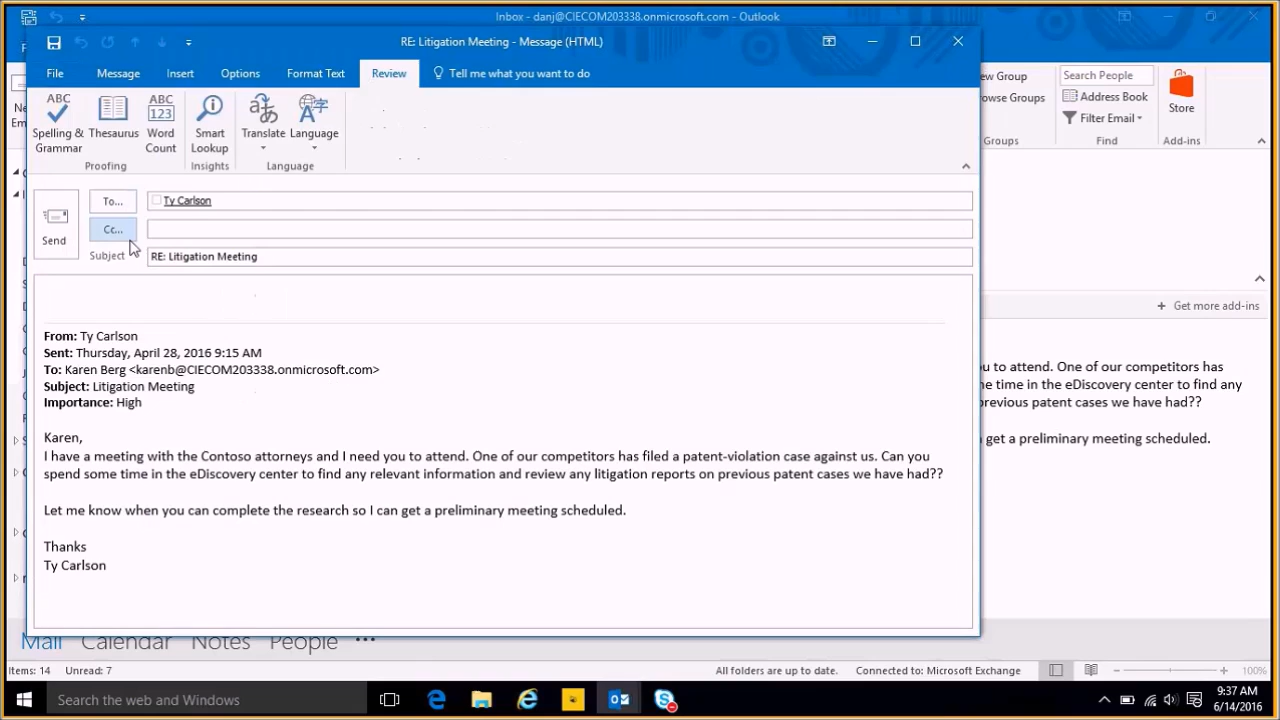 Inbox - danj@CIECOM203338.onmicrosoft.com - Outlook
RE: Litigation Meeting - Message (HTML)
File Message Insert Options Format Text Review Tell me what you want to do
ABC
Spelling & Grammar
Thesaurus
ABC 123
Word Count
Smart Lookup
Translate
Language
Proofing Insights Language
Groups
Search People
Address Book
Filter Email
Find
Store
Add-ins
To... Ty Carlson
Cc...
Send
Subject RE: Litigation Meeting
+ Get more add-ins
From: Ty Carlson
Sent: Thursday, April 28, 2016 9:15 AM
To: Karen Berg <karenb@CIECOM203338.onmicrosoft.com>
Subject: Litigation Meeting
Importance: High
Karen,
I have a meeting with the Contoso attorneys and I need you to attend. One of our competitors has filed a patent-violation case against us. Can you
spend some time in the eDiscovery center to find any relevant information and review any litigation reports on previous patent cases we have had??
Let me know when you can complete the research so I can get a preliminary meeting scheduled.
Thanks
Ty Carlson
to attend. One of our competitors has
time in the eDiscovery center to find any
previous patent cases we have had??
get a preliminary meeting scheduled.
Mail Calendar Notes People ...
Items: 14 Unread: 7 All folders are up to date. Connected to: Microsoft Exchange 100%
Search the web and Windows
9:37 AM
6/14/2016